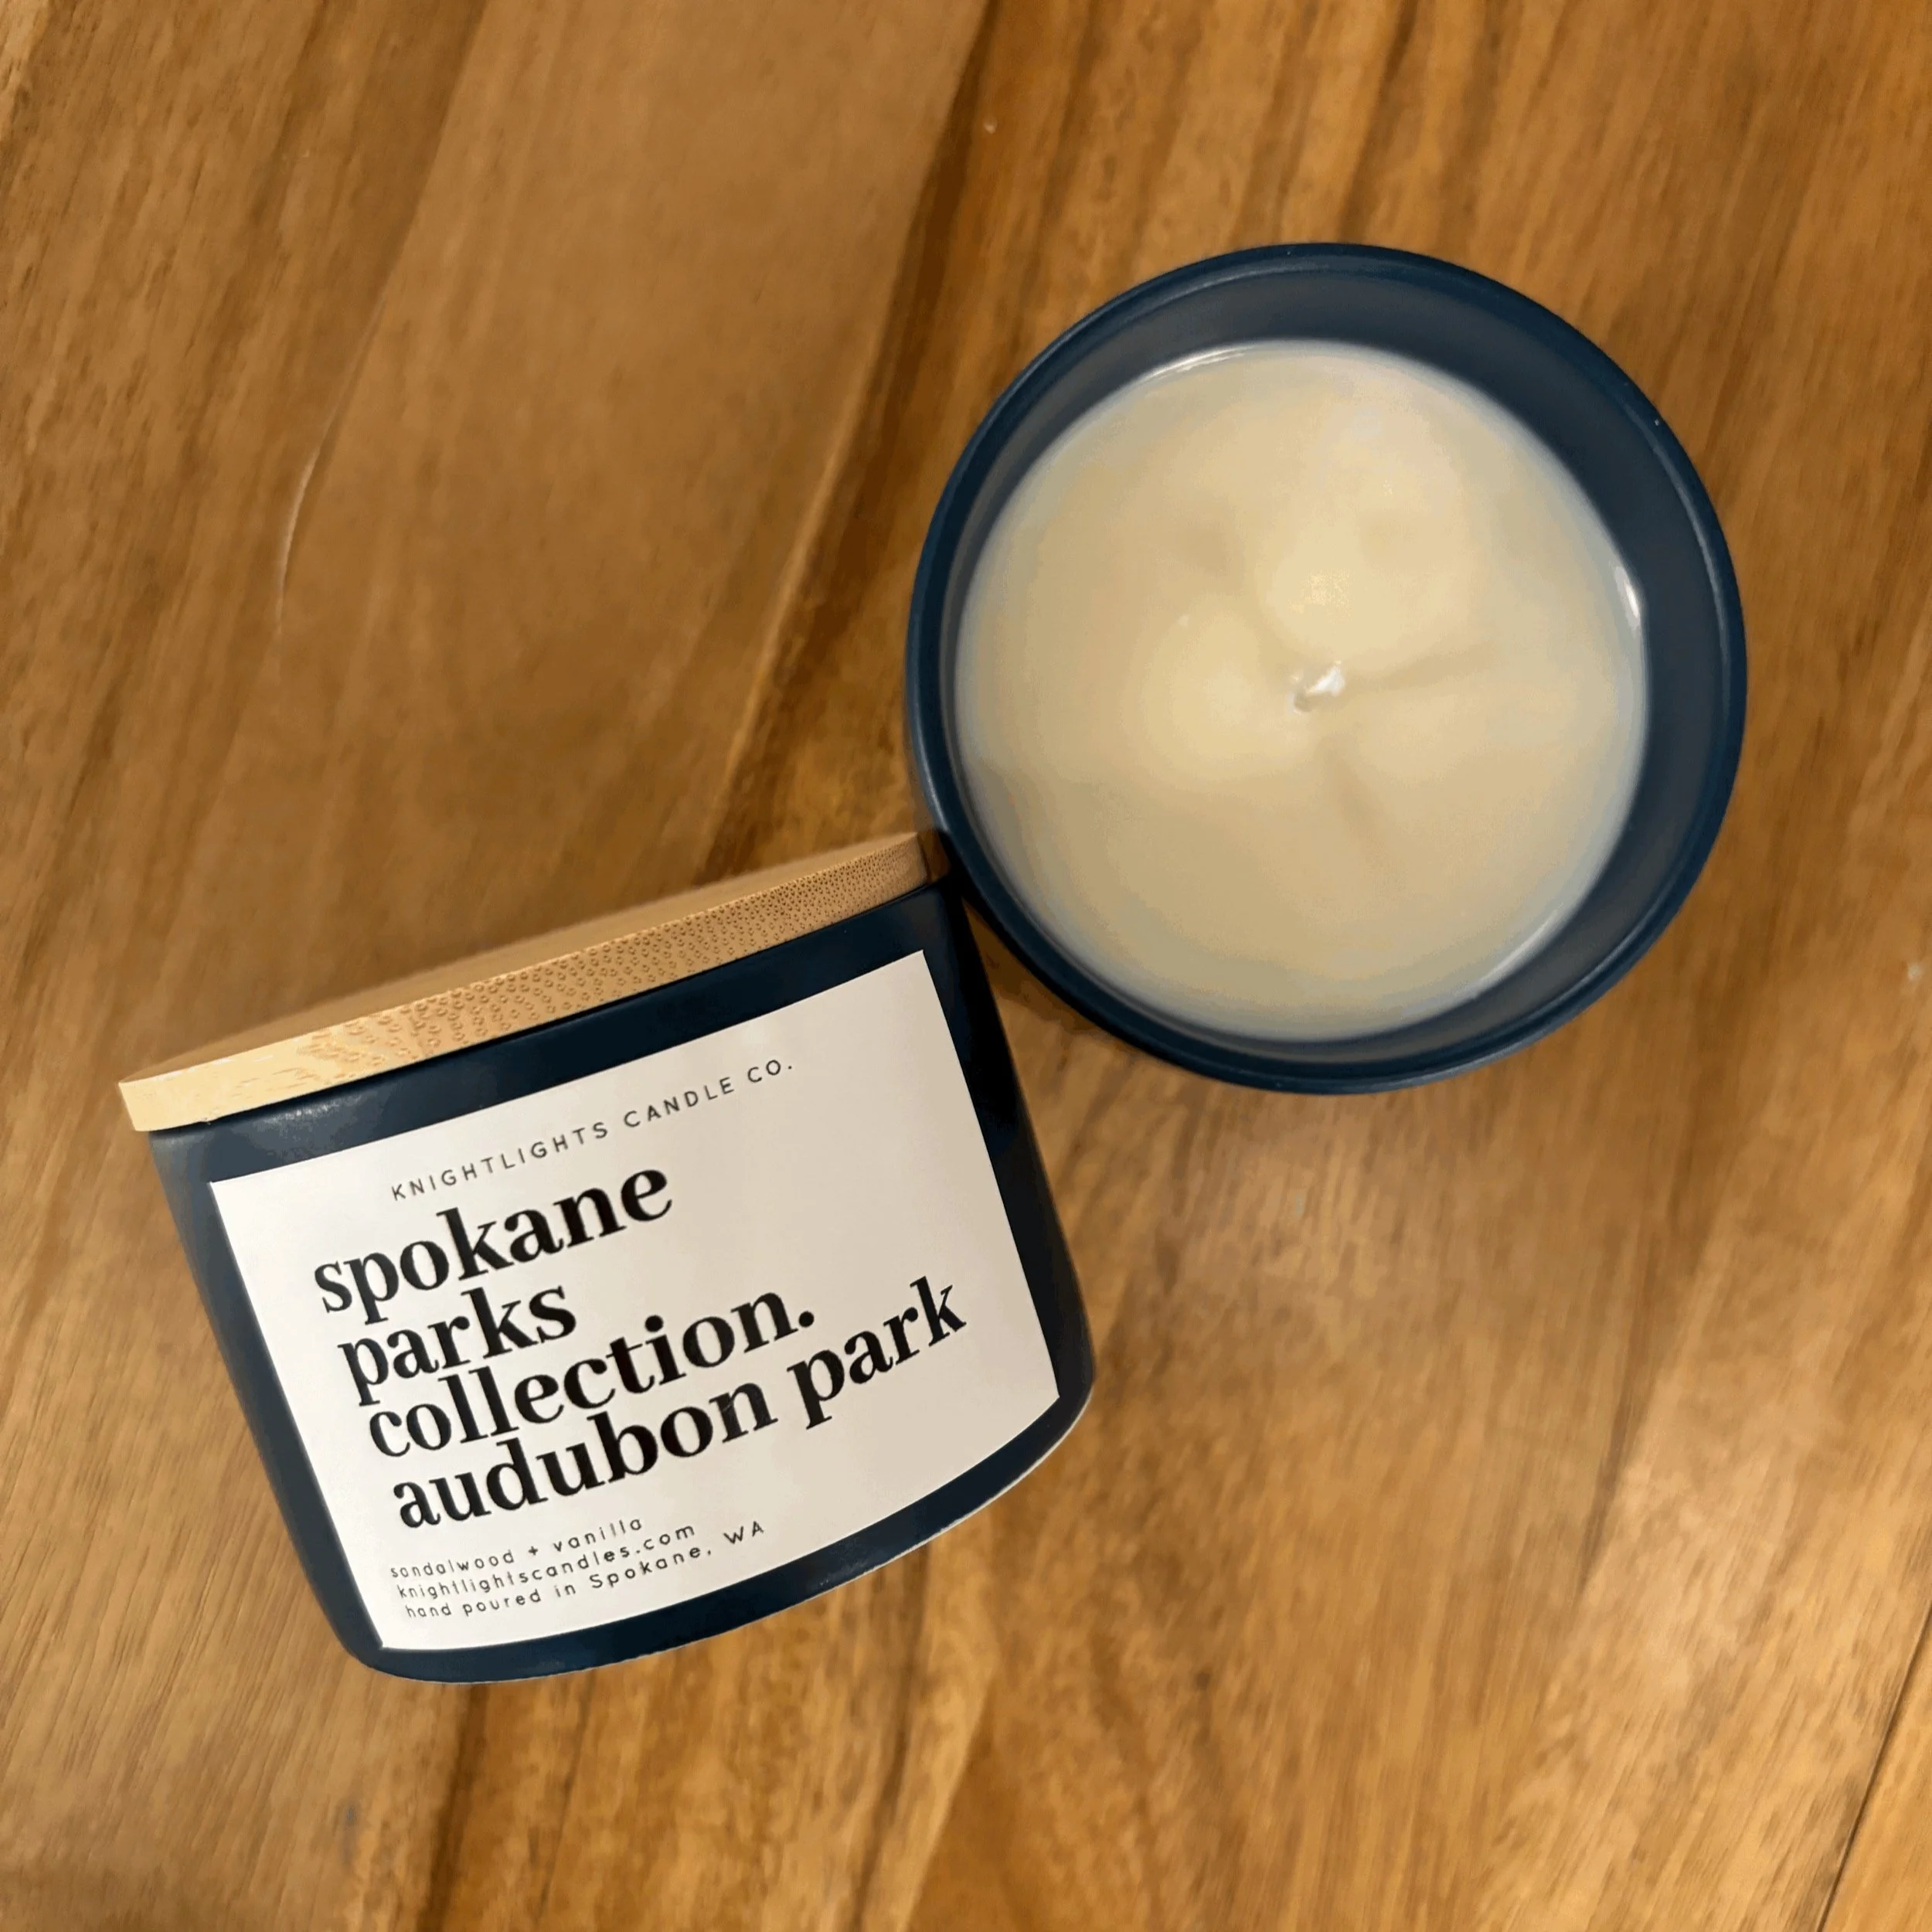 KNIGHTLIGHTS CANDLE CO.
spokane
parks
collection.
audubon park
sandalwood + vanilla
knightlightscandles.com
hand poured in Spokane, WA